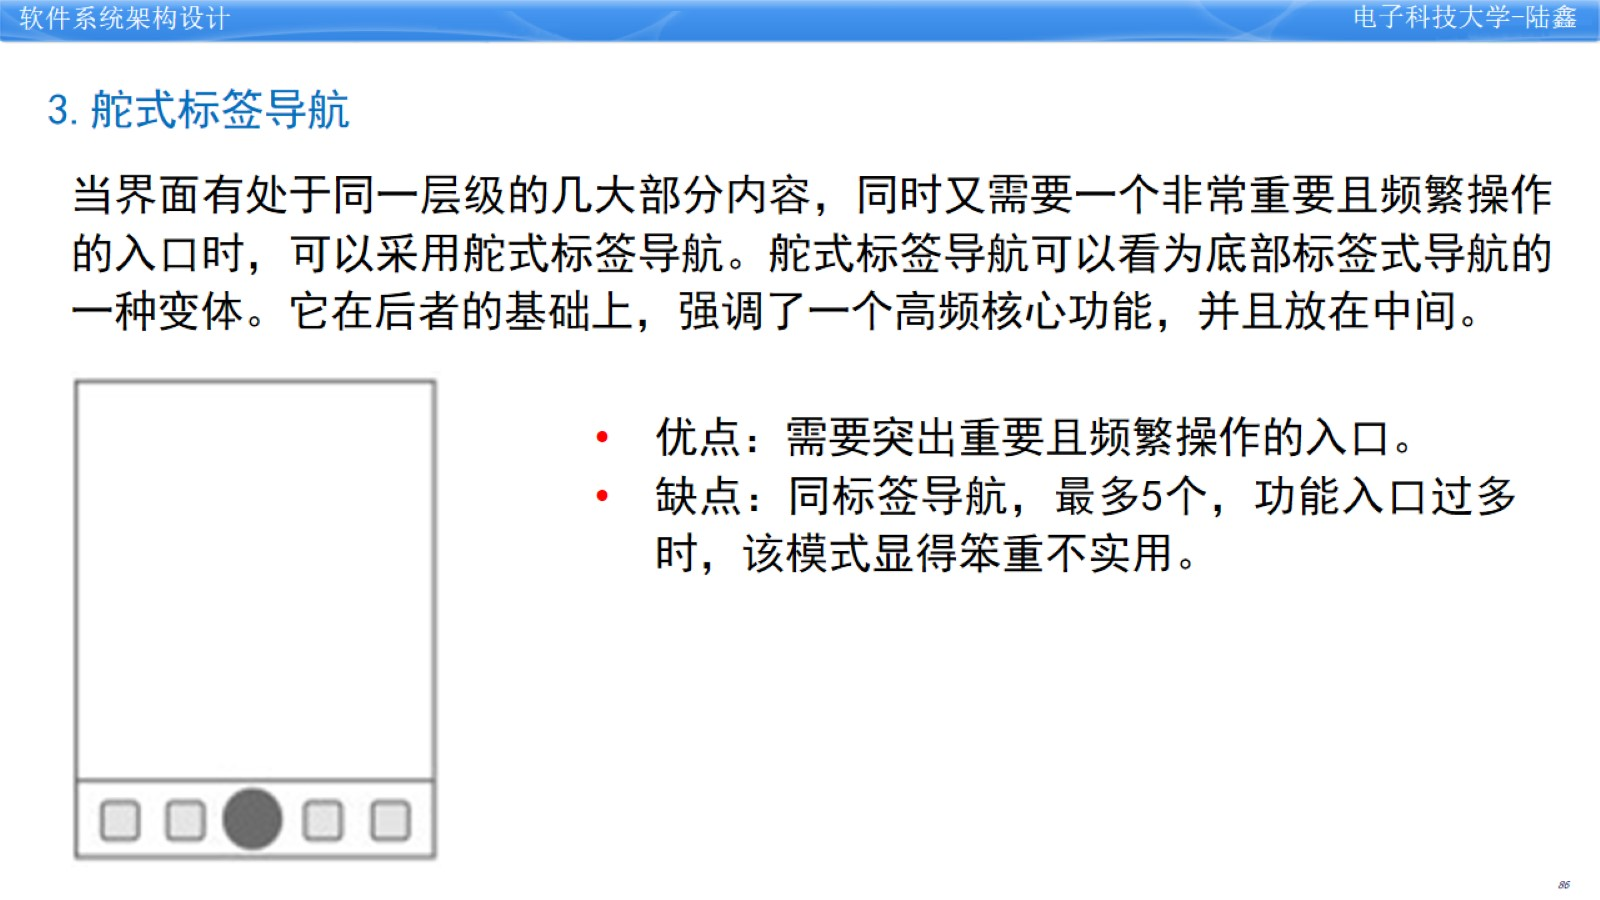 软件系统架构设计
电子科技大学-陆鑫
3. 舵式标签导航
当界面有处于同一层级的几大部分内容，同时又需要一个非常重要且频繁操作
的入口时，可以采用舵式标签导航。舵式标签导航可以看为底部标签式导航的
一种变体。它在后者的基础上，强调了一个高频核心功能，并且放在中间。
• 优点：需要突出重要且频繁操作的入口。
• 缺点：同标签导航，最多5个，功能入口过多
时，该模式显得笨重不实用。
86